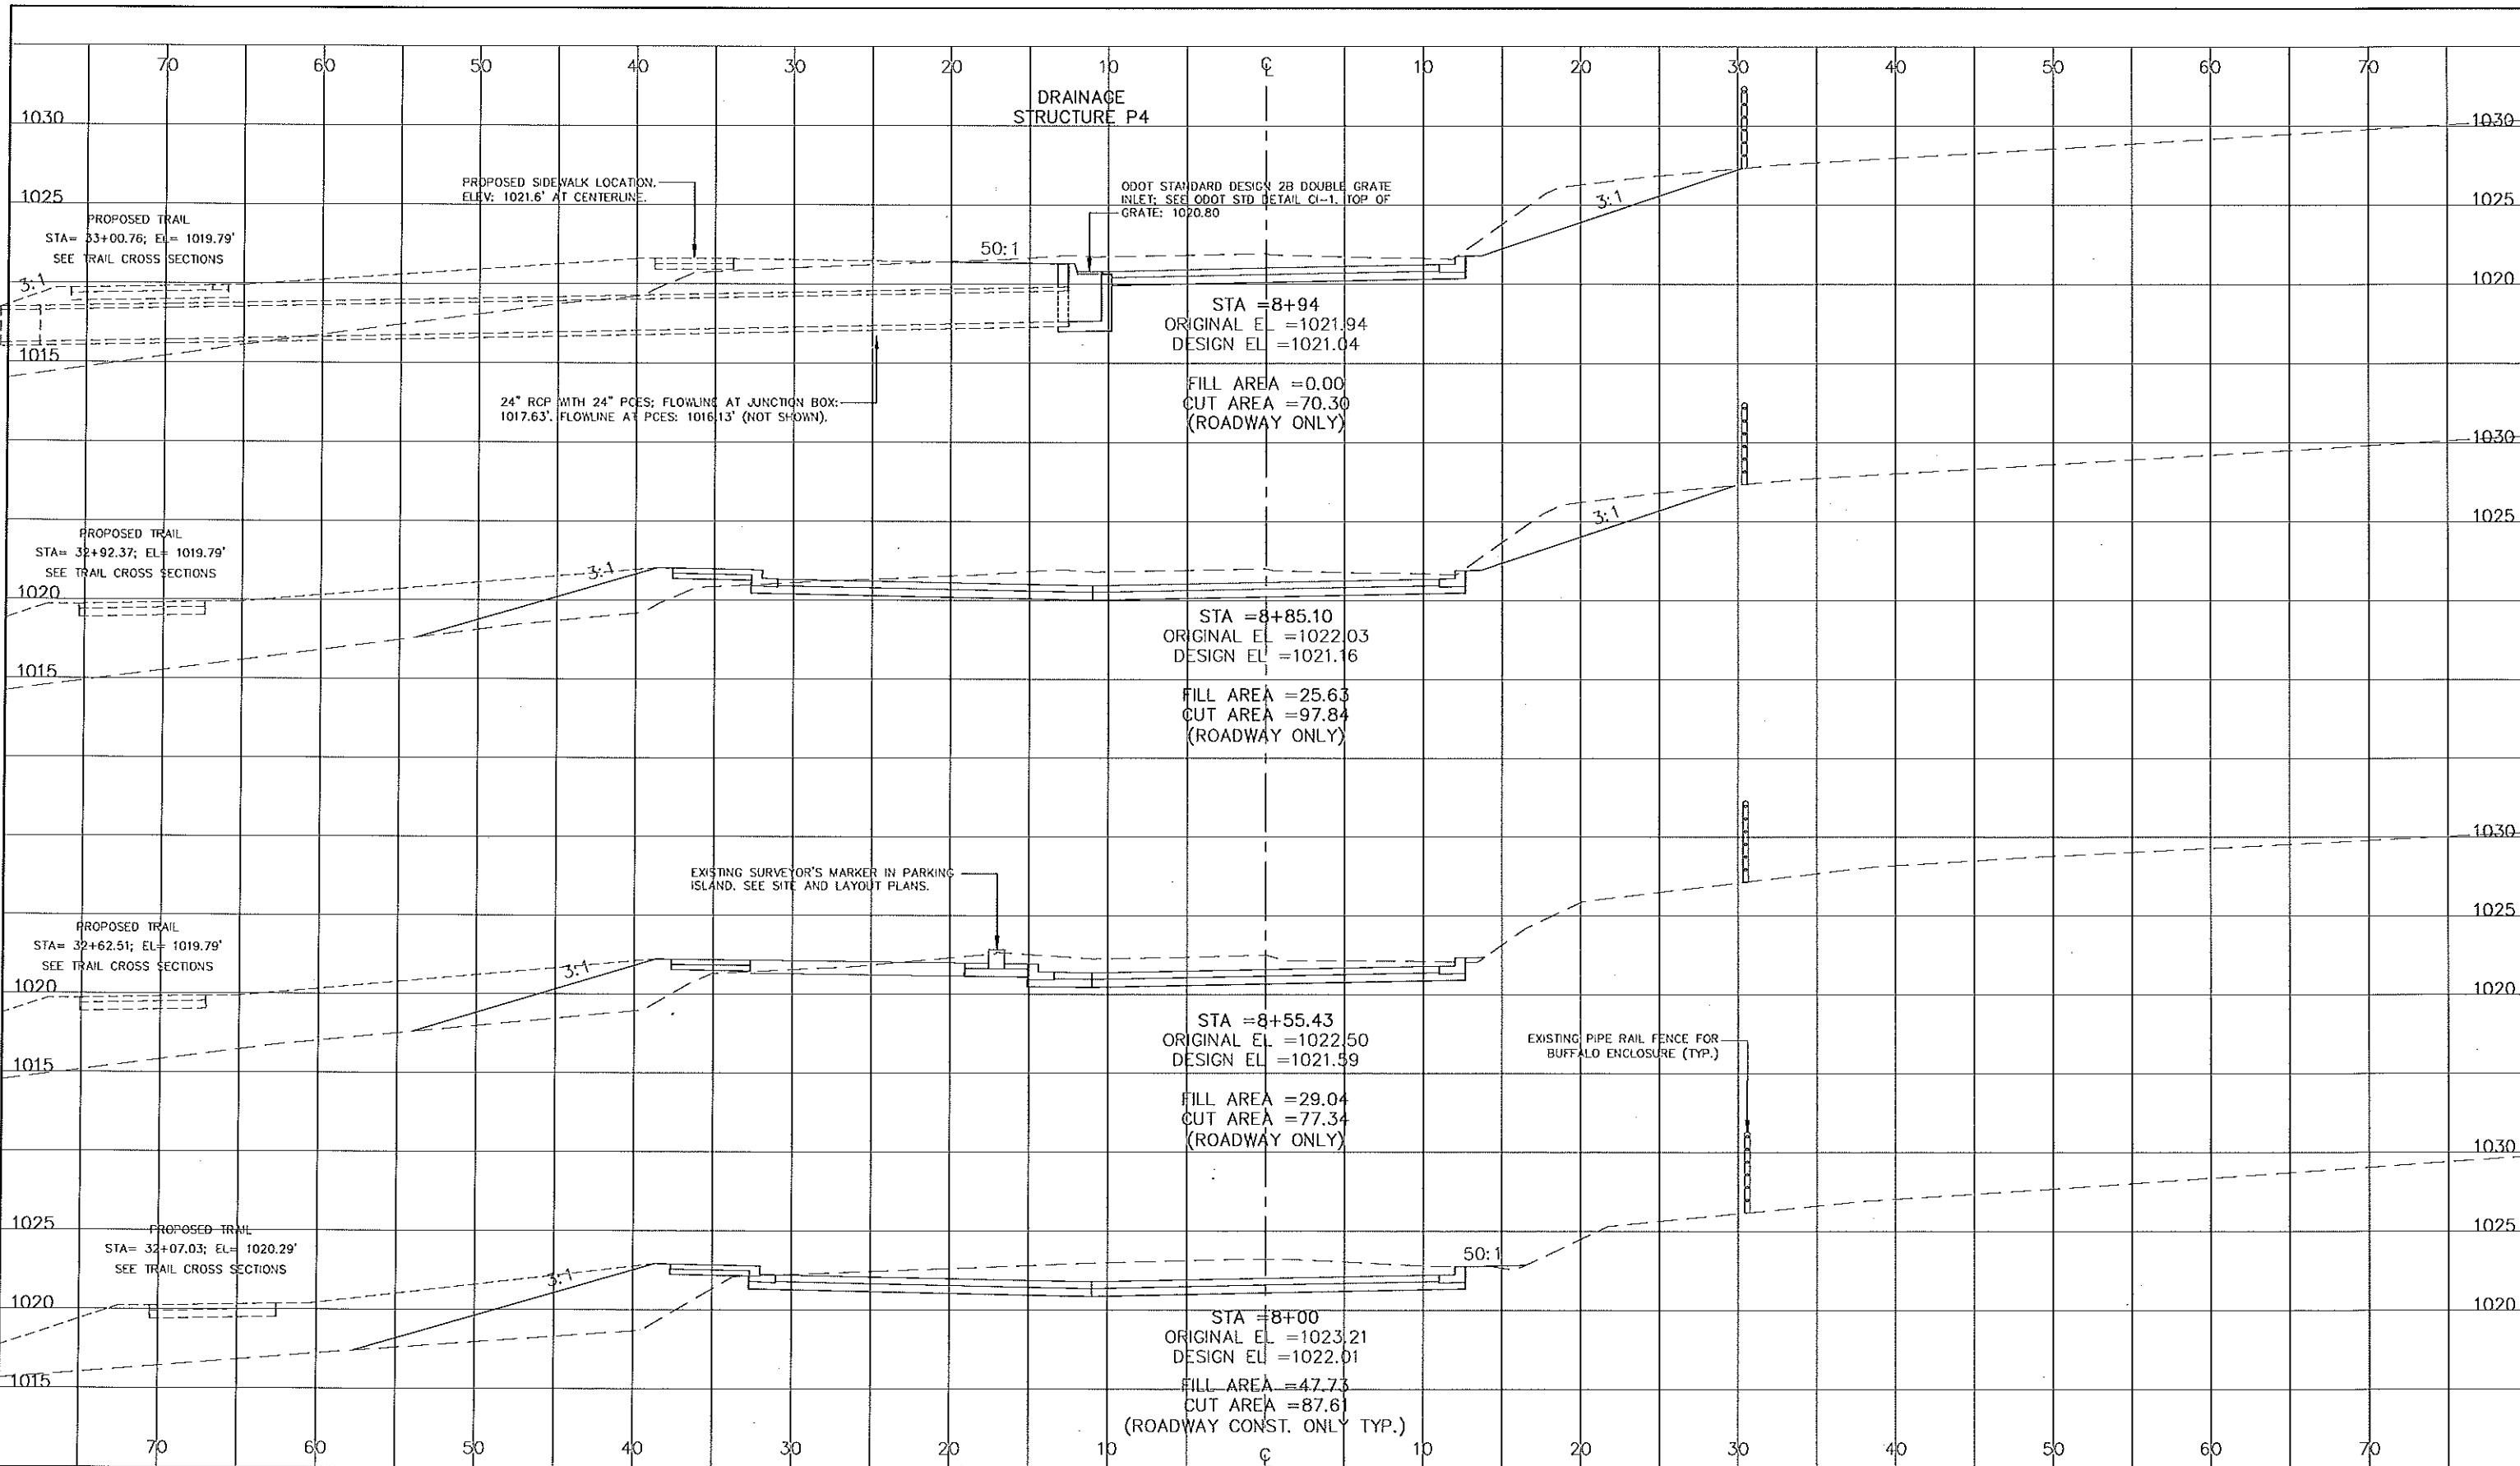 70 60 50 40 30 20 10 ℄ 10 20 30 40 50 60 70
DRAINAGE
STRUCTURE P4
1030 1030
PROPOSED SIDEWALK LOCATION.
ELEV: 1021.6' AT CENTERLINE.
ODOT STANDARD DESIGN 2B DOUBLE GRATE
INLET; SEE ODOT STD DETAIL CI-1. TOP OF
GRATE: 1020.80
1025 1025
3:1
PROPOSED TRAIL
STA= 33+00.76; EL= 1019.79'
SEE TRAIL CROSS SECTIONS
50:1
3:1
1020
STA =8+94
ORIGINAL EL =1021.94
DESIGN EL =1021.04
1015
FILL AREA =0.00
CUT AREA =70.30
(ROADWAY ONLY)
24" RCP WITH 24" PCES; FLOWLINE AT JUNCTION BOX:
1017.63'. FLOWLINE AT PCES: 1016.13' (NOT SHOWN).
1030
1025
3:1
PROPOSED TRAIL
STA= 32+92.37; EL= 1019.79'
SEE TRAIL CROSS SECTIONS
3:1
1020 1020
STA =8+85.10
ORIGINAL EL =1022.03
DESIGN EL =1021.16
1015
FILL AREA =25.63
CUT AREA =97.84
(ROADWAY ONLY)
1030
EXISTING SURVEYOR'S MARKER IN PARKING
ISLAND. SEE SITE AND LAYOUT PLANS.
1025
PROPOSED TRAIL
STA= 32+62.51; EL= 1019.79'
SEE TRAIL CROSS SECTIONS
3:1
1020 1020
STA =8+55.43
ORIGINAL EL =1022.50
DESIGN EL =1021.59
EXISTING PIPE RAIL FENCE FOR
BUFFALO ENCLOSURE (TYP.)
1015
FILL AREA =29.04
CUT AREA =77.34
(ROADWAY ONLY)
1030
1025 1025
PROPOSED TRAIL
STA= 32+07.03; EL= 1020.29'
SEE TRAIL CROSS SECTIONS
3:1
50:1
1020 1020
STA =8+00
ORIGINAL EL =1023.21
DESIGN EL =1022.01
1015
FILL AREA =47.73
CUT AREA =87.61
(ROADWAY CONST. ONLY TYP.)
70 60 50 40 30 20 10 ℄ 10 20 30 40 50 60 70